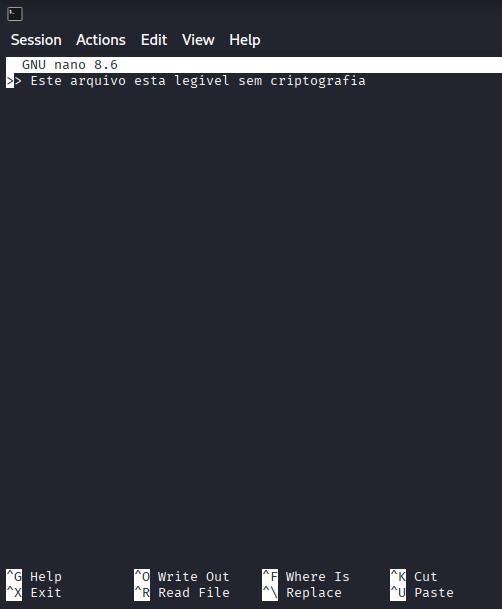 Session Actions Edit View Help
GNU nano 8.6
>> Este arquivo esta legivel sem criptografia
^G Help ^O Write Out ^F Where Is ^K Cut
^X Exit ^R Read File ^\ Replace ^U Paste